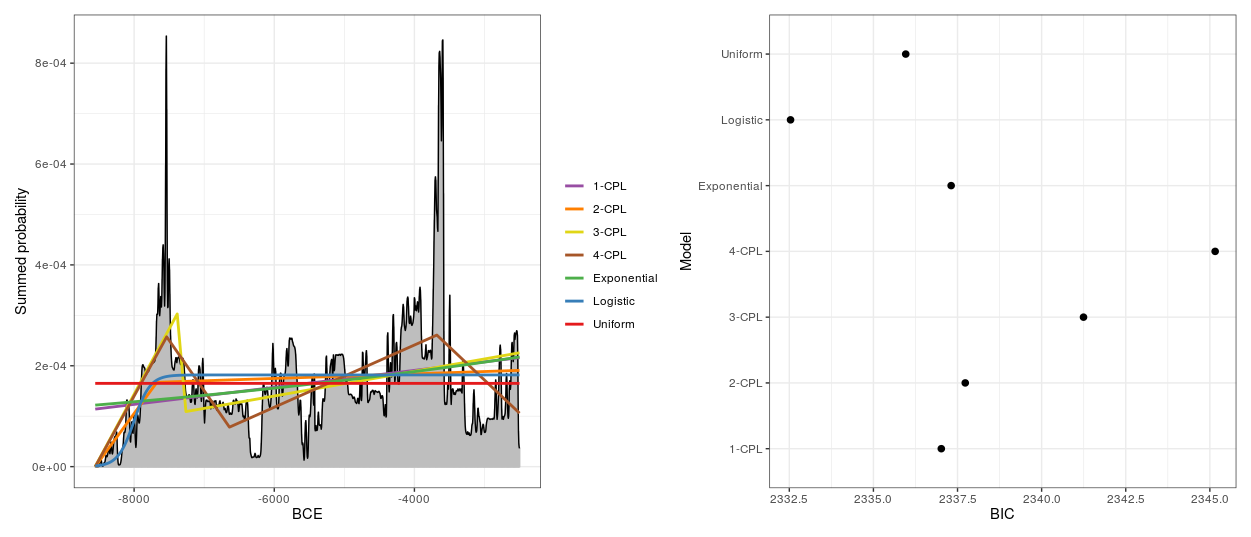 Summed probability
8e-04
6e-04
4e-04
2e-04
0e+00
-8000
-6000
-4000
BCE
1-CPL
2-CPL
3-CPL
4-CPL
Exponential
Logistic
Uniform
Model
Uniform
Logistic
Exponential
4-CPL
3-CPL
2-CPL
1-CPL
2332.5
2335.0
2337.5
2340.0
2342.5
2345.0
BIC